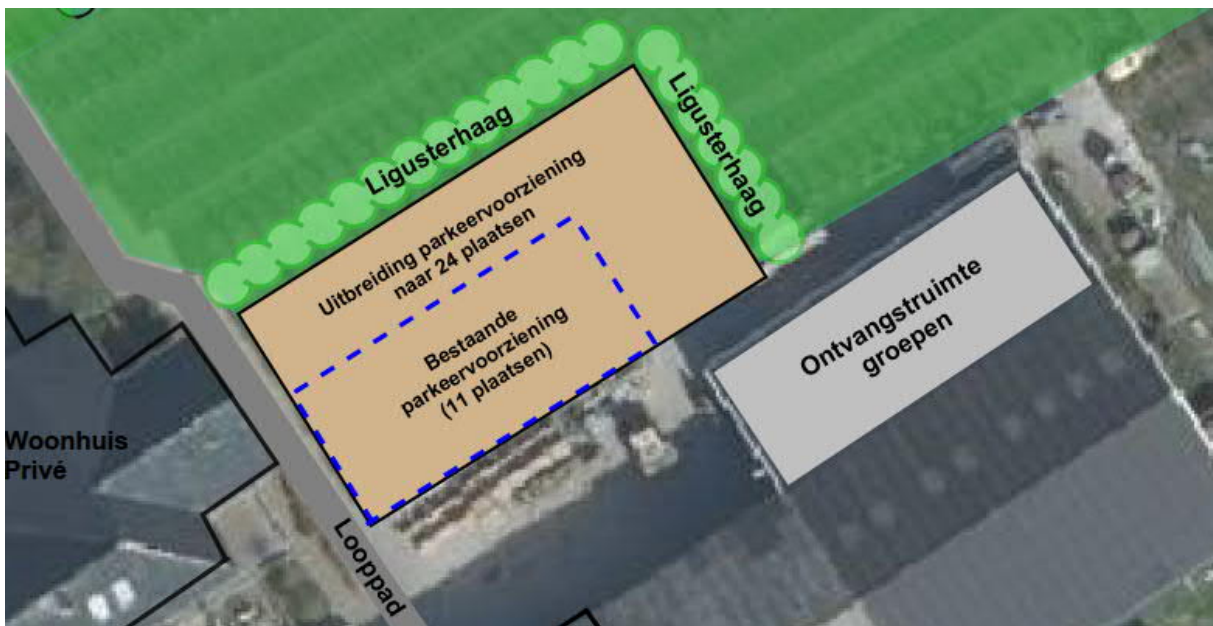 Ligusterhaag
Ligusterhaag
Uitbreiding parkeervoorziening
naar 24 plaatsen
Bestaande
parkeervoorziening
(11 plaatsen)
Ontvangstruimte
groepen
Woonhuis
Privé
Looppad